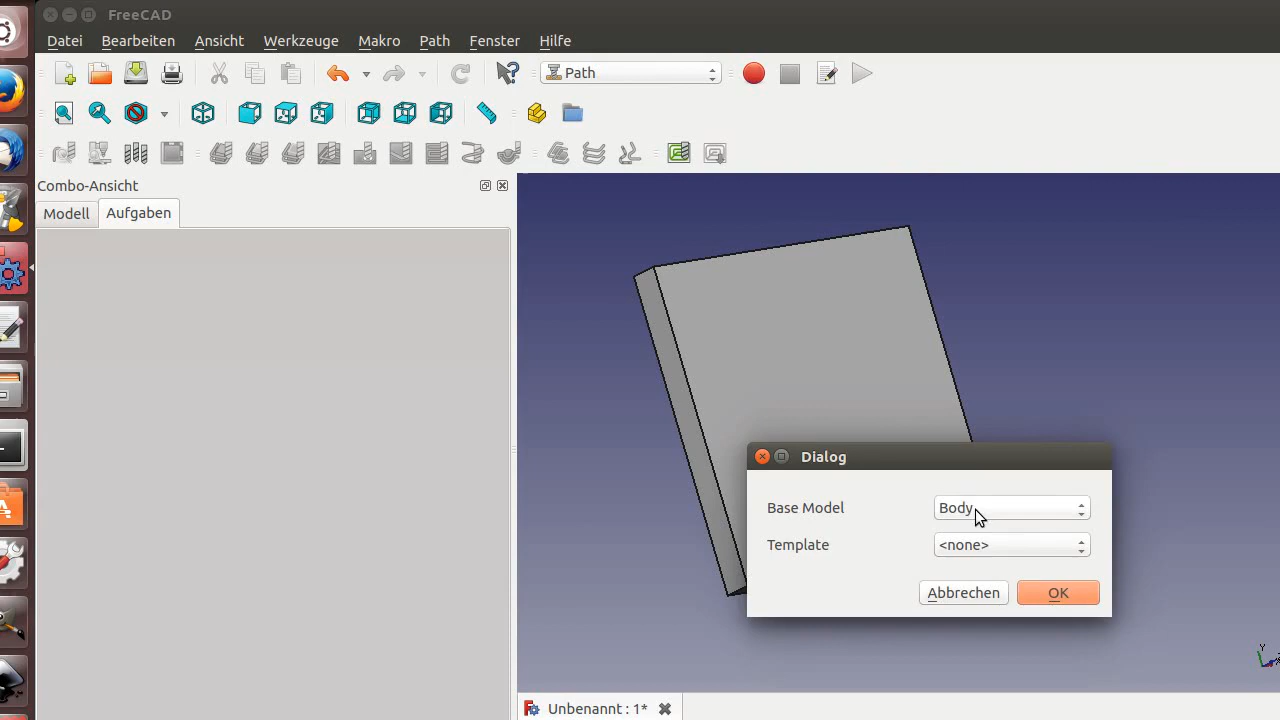 FreeCAD
Datei Bearbeiten Ansicht Werkzeuge Makro Path Fenster Hilfe
Path
Combo-Ansicht
Modell Aufgaben
Dialog
Base Model Body
Template <none>
Abbrechen OK
Y
Unbenannt : 1*